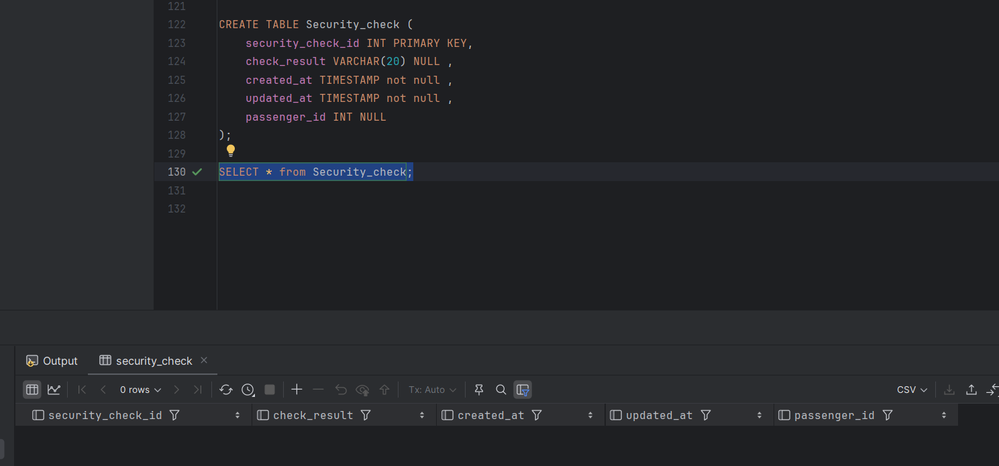 121
122 CREATE TABLE Security_check (
123 security_check_id INT PRIMARY KEY,
124 check_result VARCHAR(20) NULL ,
125 created_at TIMESTAMP not null ,
126 updated_at TIMESTAMP not null ,
127 passenger_id INT NULL
128 );
129
130 SELECT * from Security_check;
131
132
Output security_check
0 rows Tx: Auto CSV
security_check_id check_result created_at updated_at passenger_id